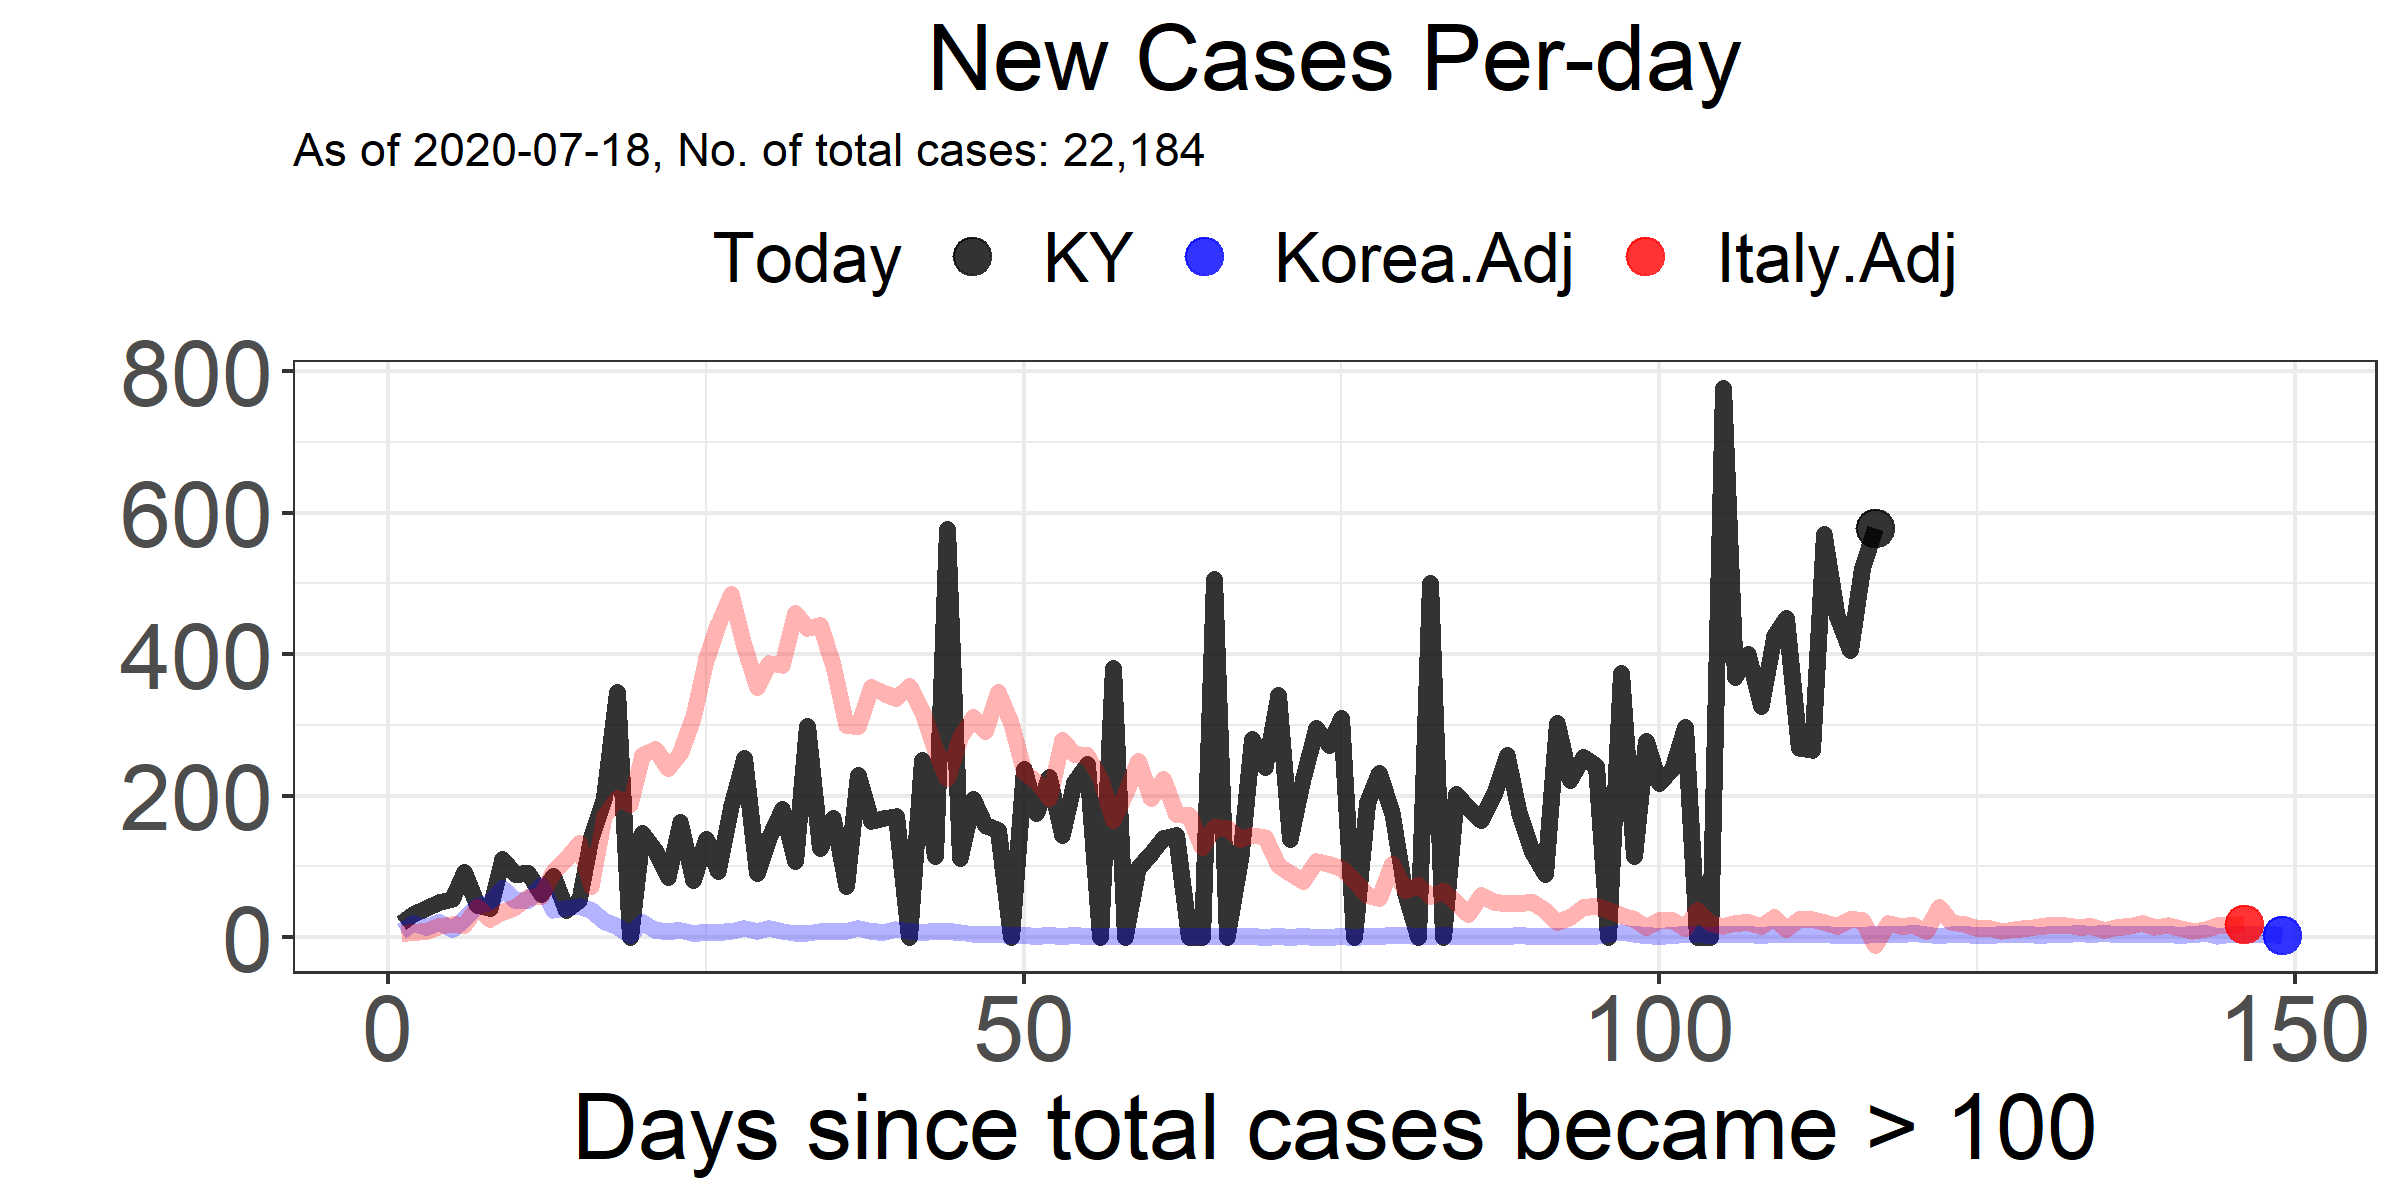 New Cases Per-day
As of 2020-07-18, No. of total cases: 22,184
Today KY Korea.Adj Italy.Adj
800
600
400
200
0
0 50 100 150
Days since total cases became > 100